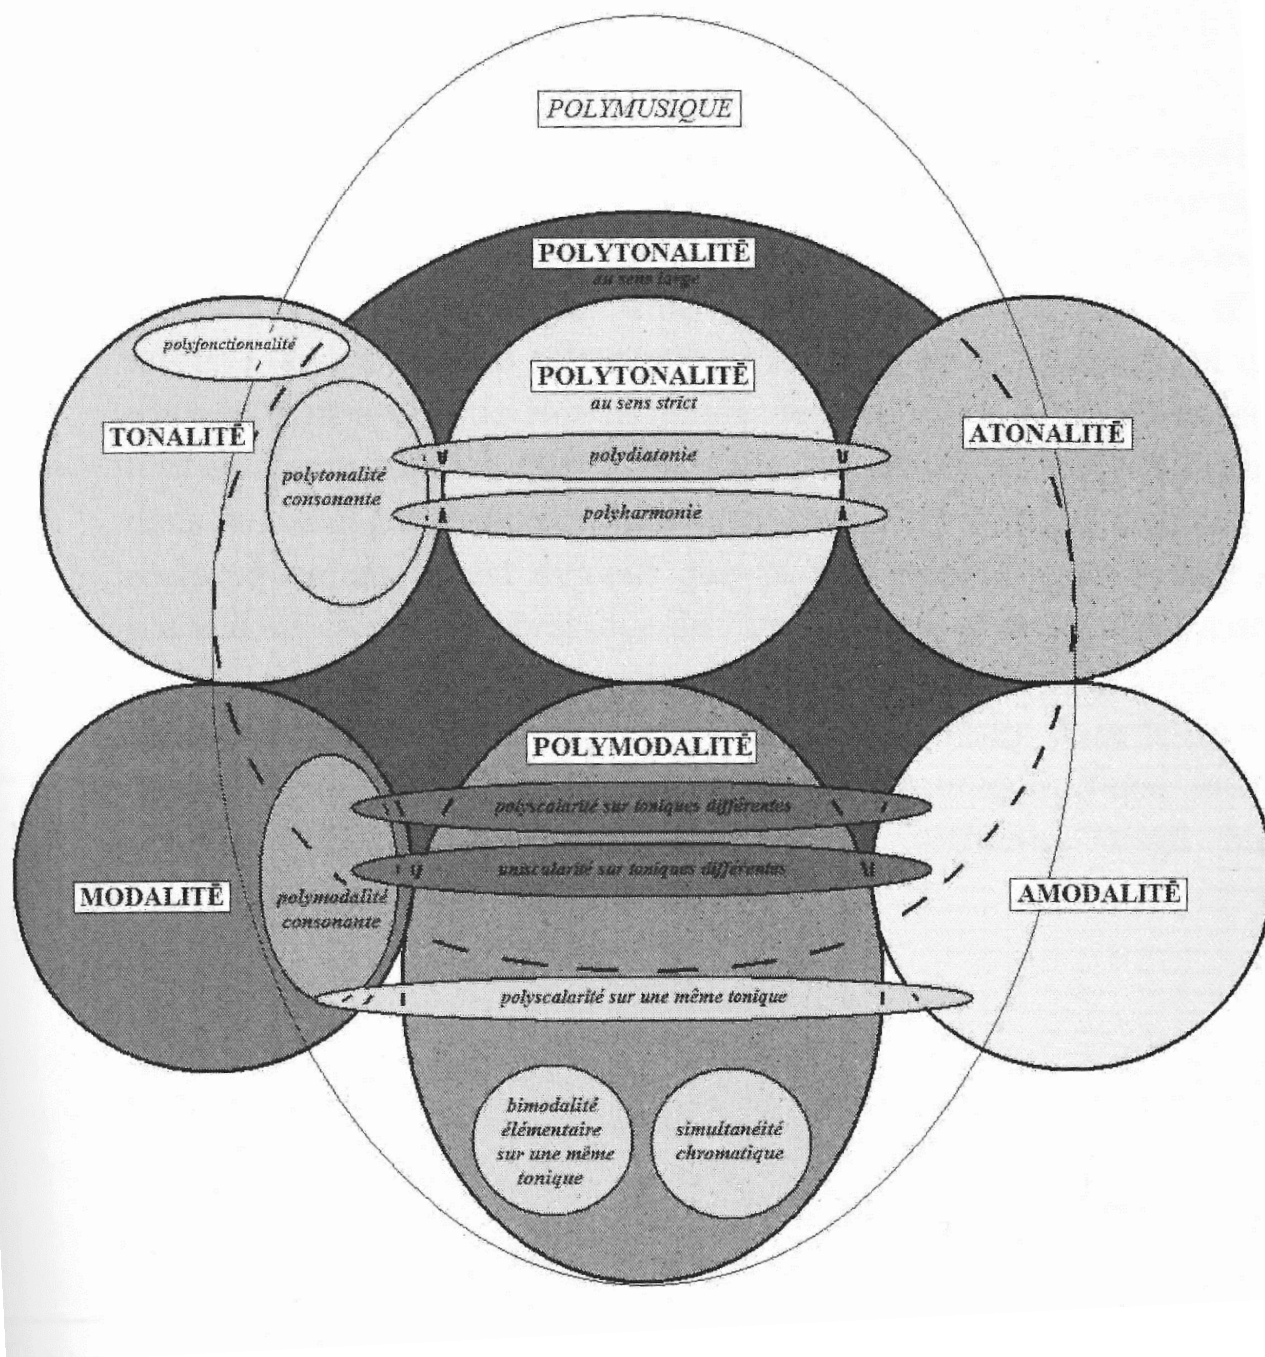 POLYMUSIQUE
POLYTONALITÉ
au sens large
polyfonctionnalité
POLYTONALITÉ
au sens strict
TONALITÉ
ATONALITÉ
polydiatonie
polytonalité
consonante
polyharmonie
POLYMODALITÉ
polyscalarité sur toniques différentes
uniscalarité sur toniques différentes
MODALITÉ
polymodalité
consonante
AMODALITÉ
polyscalarité sur une même tonique
bimodalité
élémentaire
sur une même
tonique
simultanéité
chromatique